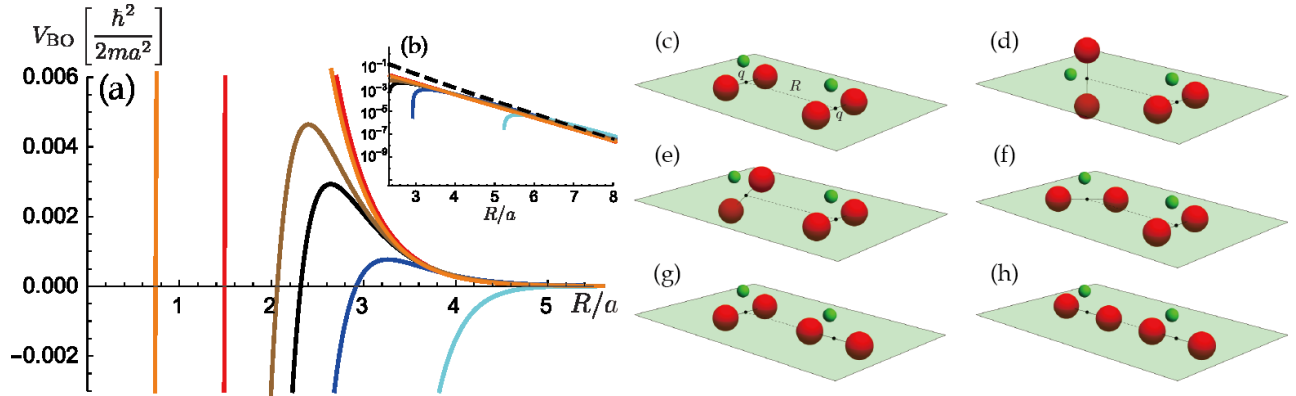 V_BO [ħ²/2ma²]
(a)
0.006
0.004
0.002
0.000
−0.002
1 2 3 4 5
R/a
(b)
10⁻¹
10⁻³
10⁻⁵
10⁻⁷
10⁻⁹
3 4 5 6 7 8
R/a
(c)
q
R
q
(d)
(e)
(f)
(g)
(h)